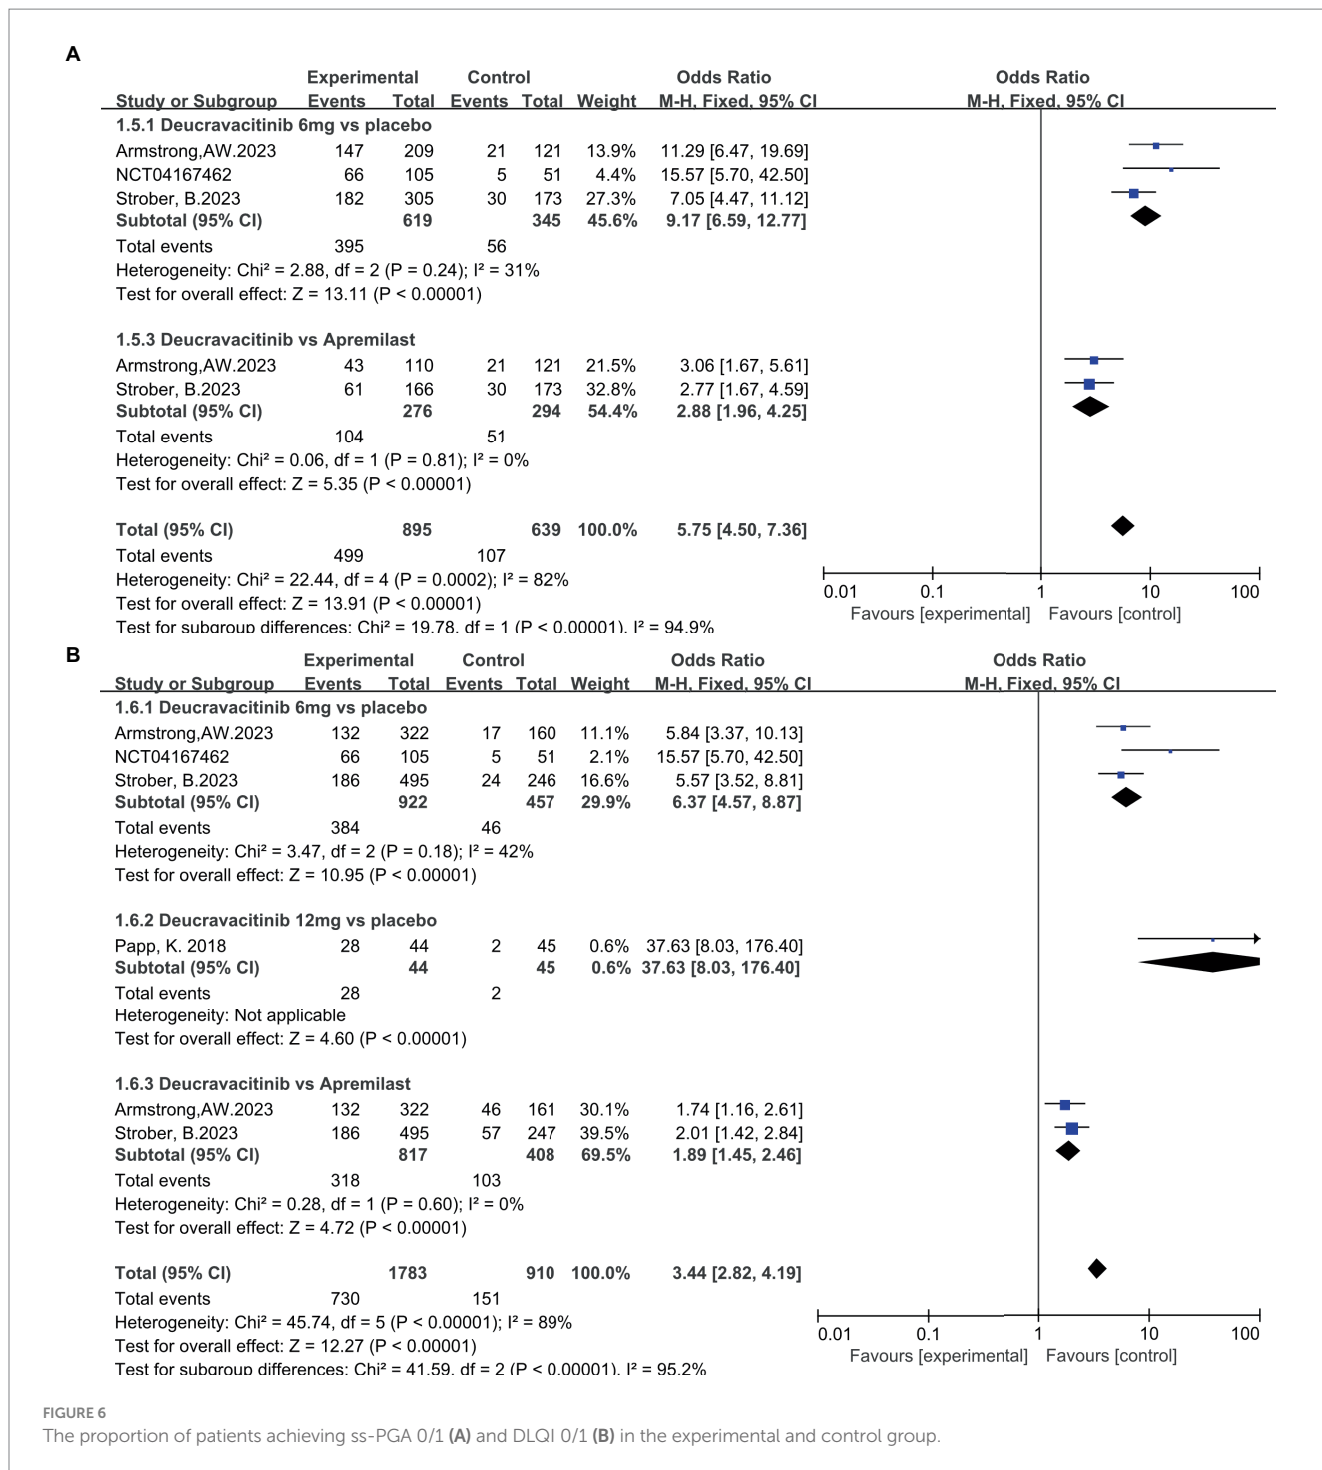 A
Experimental Control Odds Ratio Odds Ratio
Study or Subgroup Events Total Events Total Weight M-H, Fixed, 95% CI M-H, Fixed, 95% CI
1.5.1 Deucravacitinib 6mg vs placebo
Armstrong,AW.2023 147 209 21 121 13.9% 11.29 [6.47, 19.69]
NCT04167462 66 105 5 51 4.4% 15.57 [5.70, 42.50]
Strober, B.2023 182 305 30 173 27.3% 7.05 [4.47, 11.12]
Subtotal (95% CI) 619 345 45.6% 9.17 [6.59, 12.77]
Total events 395 56
Heterogeneity: Chi² = 2.88, df = 2 (P = 0.24); I² = 31%
Test for overall effect: Z = 13.11 (P < 0.00001)
1.5.3 Deucravacitinib vs Apremilast
Armstrong,AW.2023 43 110 21 121 21.5% 3.06 [1.67, 5.61]
Strober, B.2023 61 166 30 173 32.8% 2.77 [1.67, 4.59]
Subtotal (95% CI) 276 294 54.4% 2.88 [1.96, 4.25]
Total events 104 51
Heterogeneity: Chi² = 0.06, df = 1 (P = 0.81); I² = 0%
Test for overall effect: Z = 5.35 (P < 0.00001)
Total (95% CI) 895 639 100.0% 5.75 [4.50, 7.36]
Total events 499 107
Heterogeneity: Chi² = 22.44, df = 4 (P = 0.0002); I² = 82%
Test for overall effect: Z = 13.91 (P < 0.00001)
Test for subgroup differences: Chi² = 19.78, df = 1 (P < 0.00001), I² = 94.9%
0.01 0.1 1 10 100
Favours [experimental] Favours [control]
B
Experimental Control Odds Ratio Odds Ratio
Study or Subgroup Events Total Events Total Weight M-H, Fixed, 95% CI M-H, Fixed, 95% CI
1.6.1 Deucravacitinib 6mg vs placebo
Armstrong,AW.2023 132 322 17 160 11.1% 5.84 [3.37, 10.13]
NCT04167462 66 105 5 51 2.1% 15.57 [5.70, 42.50]
Strober, B.2023 186 495 24 246 16.6% 5.57 [3.52, 8.81]
Subtotal (95% CI) 922 457 29.9% 6.37 [4.57, 8.87]
Total events 384 46
Heterogeneity: Chi² = 3.47, df = 2 (P = 0.18); I² = 42%
Test for overall effect: Z = 10.95 (P < 0.00001)
1.6.2 Deucravacitinib 12mg vs placebo
Papp, K. 2018 28 44 2 45 0.6% 37.63 [8.03, 176.40]
Subtotal (95% CI) 44 45 0.6% 37.63 [8.03, 176.40]
Total events 28 2
Heterogeneity: Not applicable
Test for overall effect: Z = 4.60 (P < 0.00001)
1.6.3 Deucravacitinib vs Apremilast
Armstrong,AW.2023 132 322 46 161 30.1% 1.74 [1.16, 2.61]
Strober, B.2023 186 495 57 247 39.5% 2.01 [1.42, 2.84]
Subtotal (95% CI) 817 408 69.5% 1.89 [1.45, 2.46]
Total events 318 103
Heterogeneity: Chi² = 0.28, df = 1 (P = 0.60); I² = 0%
Test for overall effect: Z = 4.72 (P < 0.00001)
Total (95% CI) 1783 910 100.0% 3.44 [2.82, 4.19]
Total events 730 151
Heterogeneity: Chi² = 45.74, df = 5 (P < 0.00001); I² = 89%
Test for overall effect: Z = 12.27 (P < 0.00001)
Test for subgroup differences: Chi² = 41.59, df = 2 (P < 0.00001), I² = 95.2%
0.01 0.1 1 10 100
Favours [experimental] Favours [control]
FIGURE 6
The proportion of patients achieving ss-PGA 0/1 (A) and DLQI 0/1 (B) in the experimental and control group.